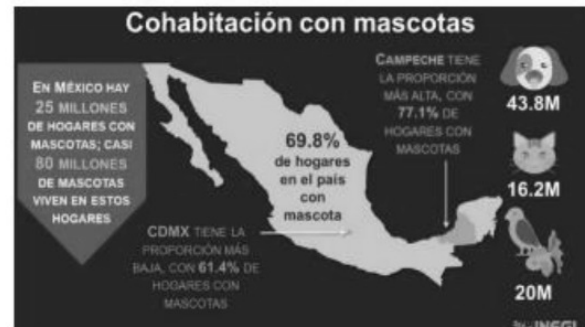 Cohabitación con mascotas
EN MÉXICO HAY
25 MILLONES
DE HOGARES CON
MASCOTAS; CASI
80 MILLONES
DE MASCOTAS
VIVEN EN ESTOS
HOGARES
69.8%
de hogares
en el país
con
mascota
CDMX TIENE LA
PROPORCIÓN MÁS
BAJA, CON 61.4% DE
HOGARES CON
MASCOTAS
CAMPECHE TIENE
LA PROPORCIÓN
MÁS ALTA, CON
77.1% DE
HOGARES CON
MASCOTAS
43.8M
16.2M
20M
INEGI